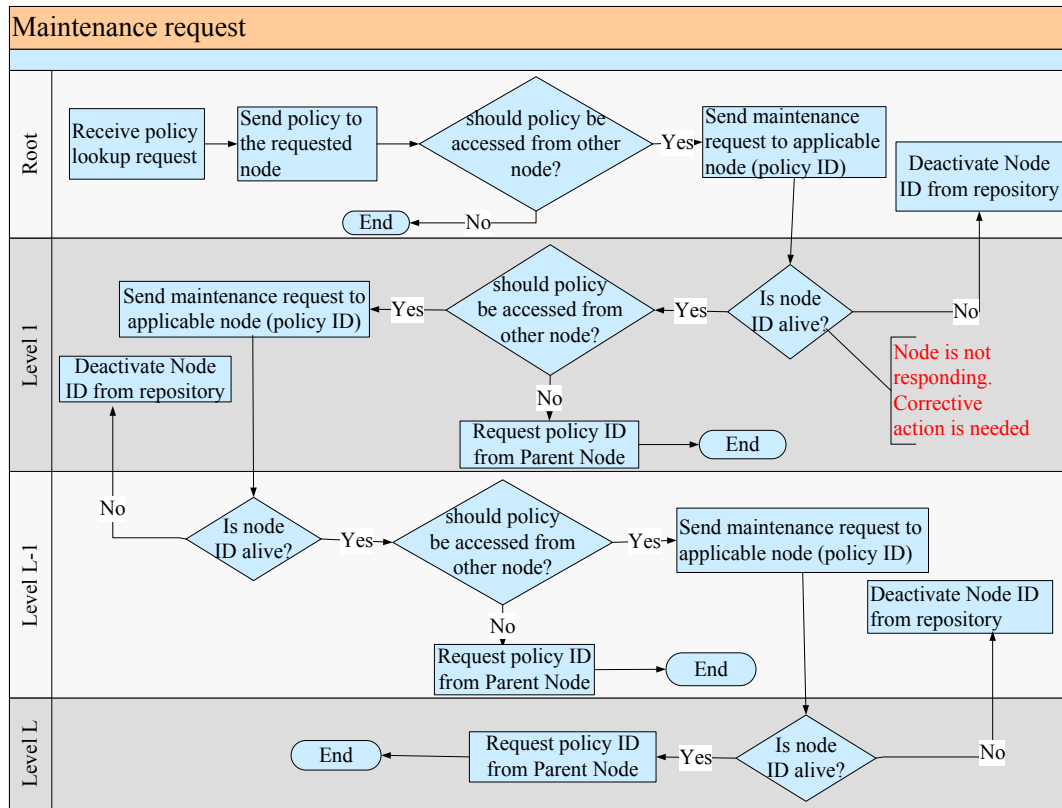 Maintenance request
Root
Receive policy
lookup request
Send policy to
the requested
node
should policy be
accessed from other
node?
Yes
Send maintenance
request to applicable
node (policy ID)
Deactivate Node
ID from repository
End
No
Level 1
Send maintenance request to
applicable node (policy ID)
Yes
should policy
be accessed from
other node?
Yes
Is node
ID alive?
No
Node is not
responding.
Corrective
action is needed
Deactivate Node
ID from repository
No
Request policy ID
from Parent Node
End
Level L-1
No
Is node
ID alive?
Yes
should policy
be accessed from
other node?
Yes
Send maintenance request to
applicable node (policy ID)
Deactivate Node ID
from repository
No
Request policy ID
from Parent Node
End
Level L
End
Request policy ID
from Parent Node
Yes
Is node
ID alive?
No